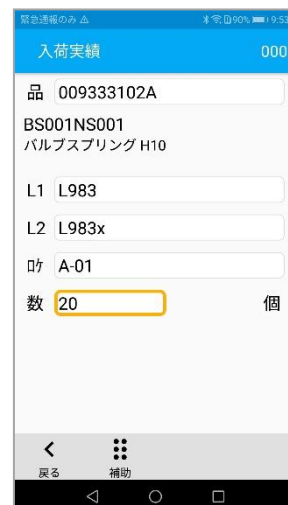 緊急通報のみ 90% 9:53
入荷実績 000
品 009333102A
BS001NS001
バルブスプリング H10
L1 L983
L2 L983x
ﾛｹ A-01
数 20 個
戻る 補助